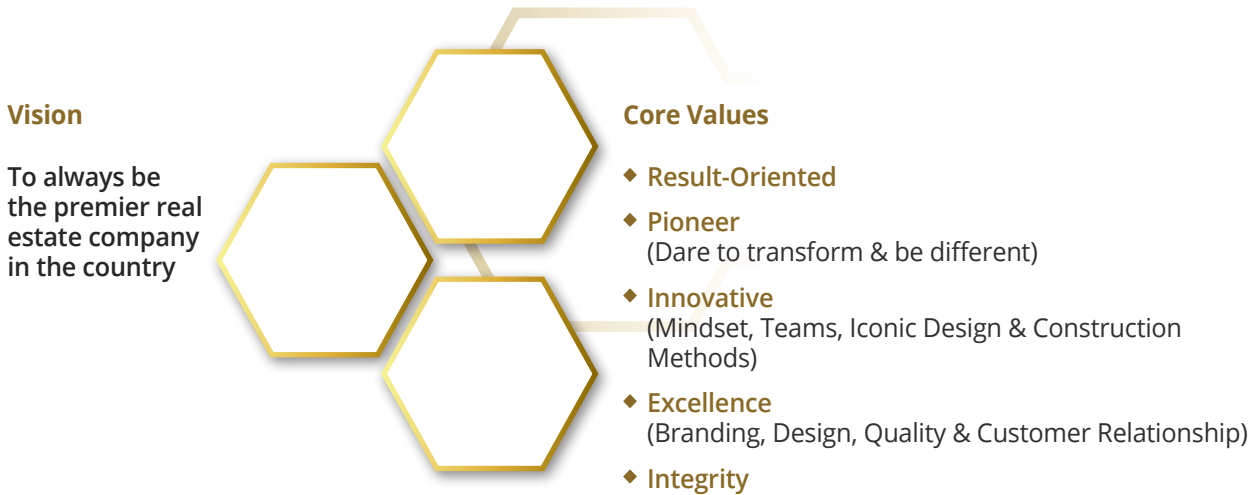 Vision
To always be
the premier real
estate company
in the country
Core Values
◆ Result-Oriented
◆ Pioneer
(Dare to transform & be different)
◆ Innovative
(Mindset, Teams, Iconic Design & Construction
Methods)
◆ Excellence
(Branding, Design, Quality & Customer Relationship)
◆ Integrity